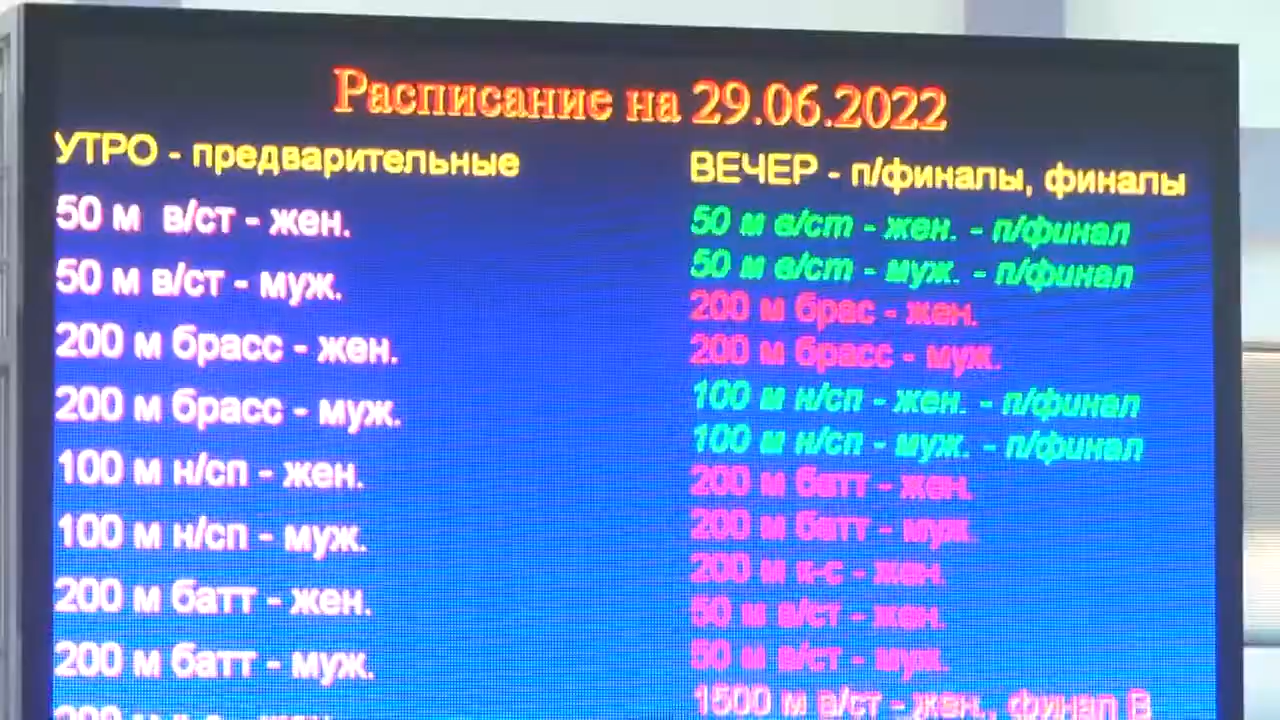 Расписание на 29.06.2022
УТРО - предварительные
50 м в/ст - жен.
50 м в/ст - муж.
200 м брасс - жен.
200 м брасс - муж.
100 м н/сп - жен.
100 м н/сп - муж.
200 м батт - жен.
200 м батт - муж.
ВЕЧЕР - п/финалы, финалы
50 м в/ст - жен. - п/финал
50 м в/ст - муж. - п/финал
200 м брас - жен.
200 м брасс - муж.
100 м н/сп - жен. - п/финал
100 м н/сп - муж. - п/финал
200 м батт - жен.
200 м батт - муж.
200 м к-с - жен.
50 м в/ст - жен.
50 м в/ст - муж.
1500 м в/ст - жен., финал В